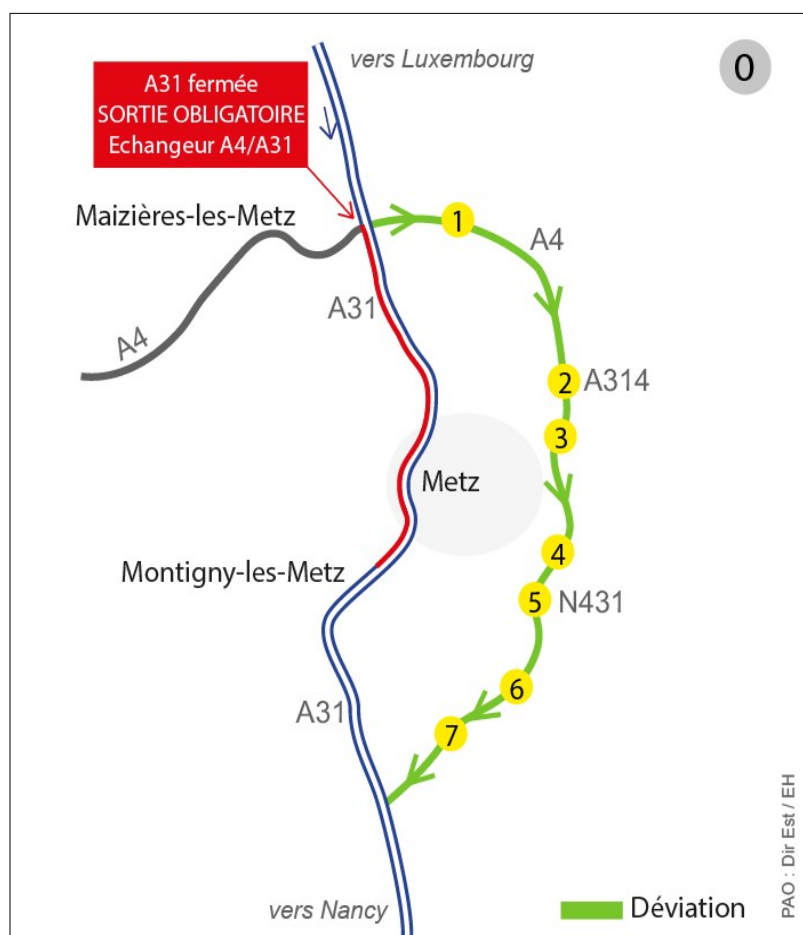 vers Luxembourg
0
A31 fermée
SORTIE OBLIGATOIRE
Echangeur A4/A31
Maizières-les-Metz
1
A4
A31
A4
2
A314
3
Metz
4
Montigny-les-Metz
5
N431
6
A31
7
vers Nancy
Déviation
PAO : Dir Est / EH